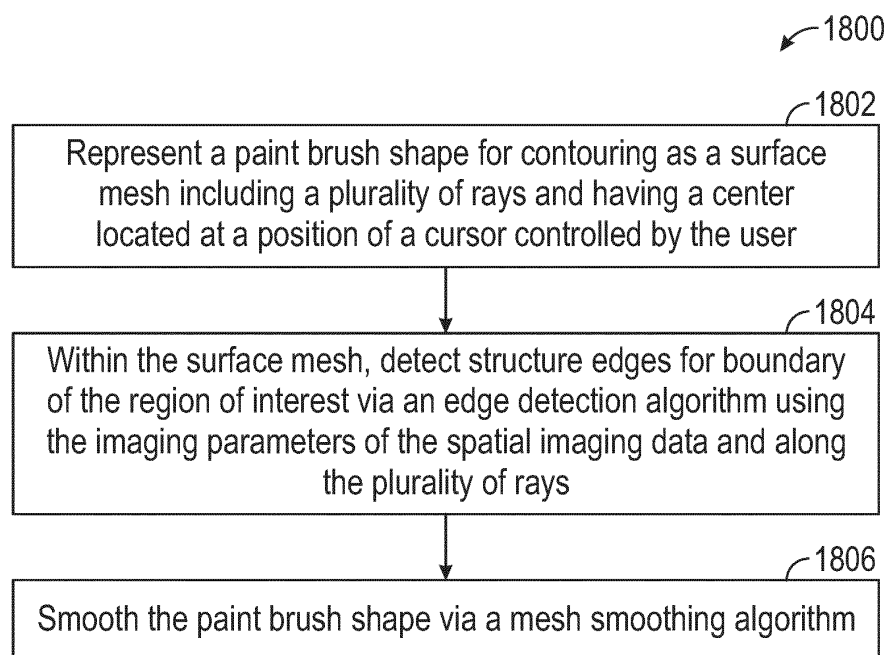 1800
1802
Represent a paint brush shape for contouring as a surface
mesh including a plurality of rays and having a center
located at a position of a cursor controlled by the user
1804
Within the surface mesh, detect structure edges for boundary
of the region of interest via an edge detection algorithm using
the imaging parameters of the spatial imaging data and along
the plurality of rays
1806
Smooth the paint brush shape via a mesh smoothing algorithm